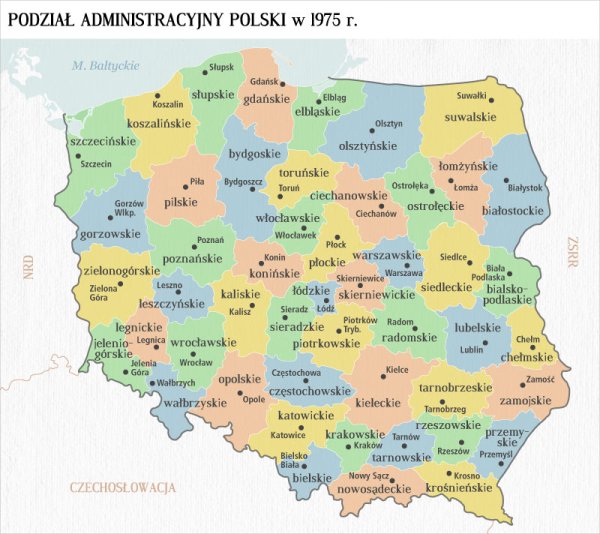 PODZIAŁ ADMINISTRACYJNY POLSKI w 1975 r.
M. Bałtyckie
Słupsk
słupskie
Gdańsk
gdańskie
Koszalin
koszalińskie
Elbląg
elbląskie
Suwałki
suwalskie
szczecińskie
Szczecin
Olsztyn
olsztyńskie
bydgoskie
Bydgoszcz
toruńskie
Toruń
łomżyńskie
Łomża
Piła
pilskie
ciechanowskie
Ciechanów
Ostrołęka
ostrołęckie
Białystok
białostockie
Gorzów
Wlkp.
gorzowskie
włocławskie
Włocławek
Poznań
poznańskie
Płock
płockie
warszawskie
Warszawa
Siedlce
siedleckie
Biała
Podlaska
bialsko-
podlaskie
NRD
ZSRR
zielonogórskie
Zielona
Góra
Konin
konińskie
Leszno
leszczyńskie
kaliskie
Kalisz
Skierniewice
skierniewickie
łódzkie
Łódź
Sieradz
sieradzkie
Piotrków
Tryb.
piotrkowskie
Radom
radomskie
lubelskie
Lublin
Chełm
chełmskie
legnickie
Legnica
jelenio-
górskie
Jelenia
Góra
wrocławskie
Wrocław
Wałbrzych
wałbrzyskie
opolskie
Opole
Częstochowa
częstochowskie
Kielce
kieleckie
tarnobrzeskie
Tarnobrzeg
Zamość
zamojskie
katowickie
Katowice
krakowskie
Kraków
Tarnów
tarnowskie
rzeszowskie
Rzeszów
przemy-
skie
Przemyśl
Bielsko
Biała
bielskie
Nowy Sącz
nowosądeckie
Krosno
krośnieńskie
CZECHOSŁOWACJA